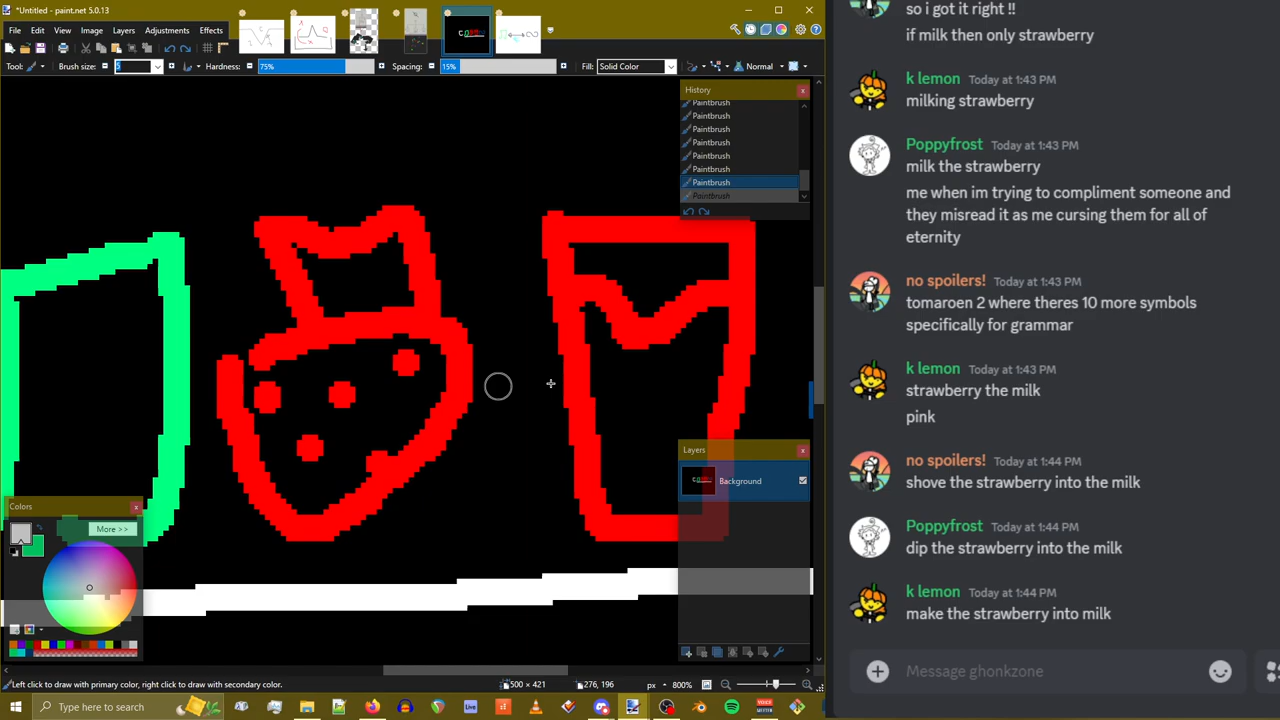 *Untitled - paint.net 5.0.13
File Edit View Image Layers Adjustments Effects
Tool: Brush size: 5 Hardness: 75% Spacing: 15% Fill: Solid Color Normal
History
Paintbrush
Paintbrush
Paintbrush
Paintbrush
Paintbrush
Paintbrush
Paintbrush
Paintbrush
Layers
Background
Colors
More >>
Left click to draw with primary color, right click to draw with secondary color.
500 × 421
276, 196
px
800%
Type here to search
Live
so i got it right !!
if milk then only strawberry
k lemon Today at 1:43 PM
milking strawberry
Poppyfrost Today at 1:43 PM
milk the strawberry
me when im trying to compliment someone and
they misread it as me cursing them for all of
eternity
no spoilers! Today at 1:43 PM
tomaroen 2 where theres 10 more symbols
specifically for grammar
k lemon Today at 1:43 PM
strawberry the milk
pink
no spoilers! Today at 1:44 PM
shove the strawberry into the milk
Poppyfrost Today at 1:44 PM
dip the strawberry into the milk
k lemon Today at 1:44 PM
make the strawberry into milk
Message ghonkzone